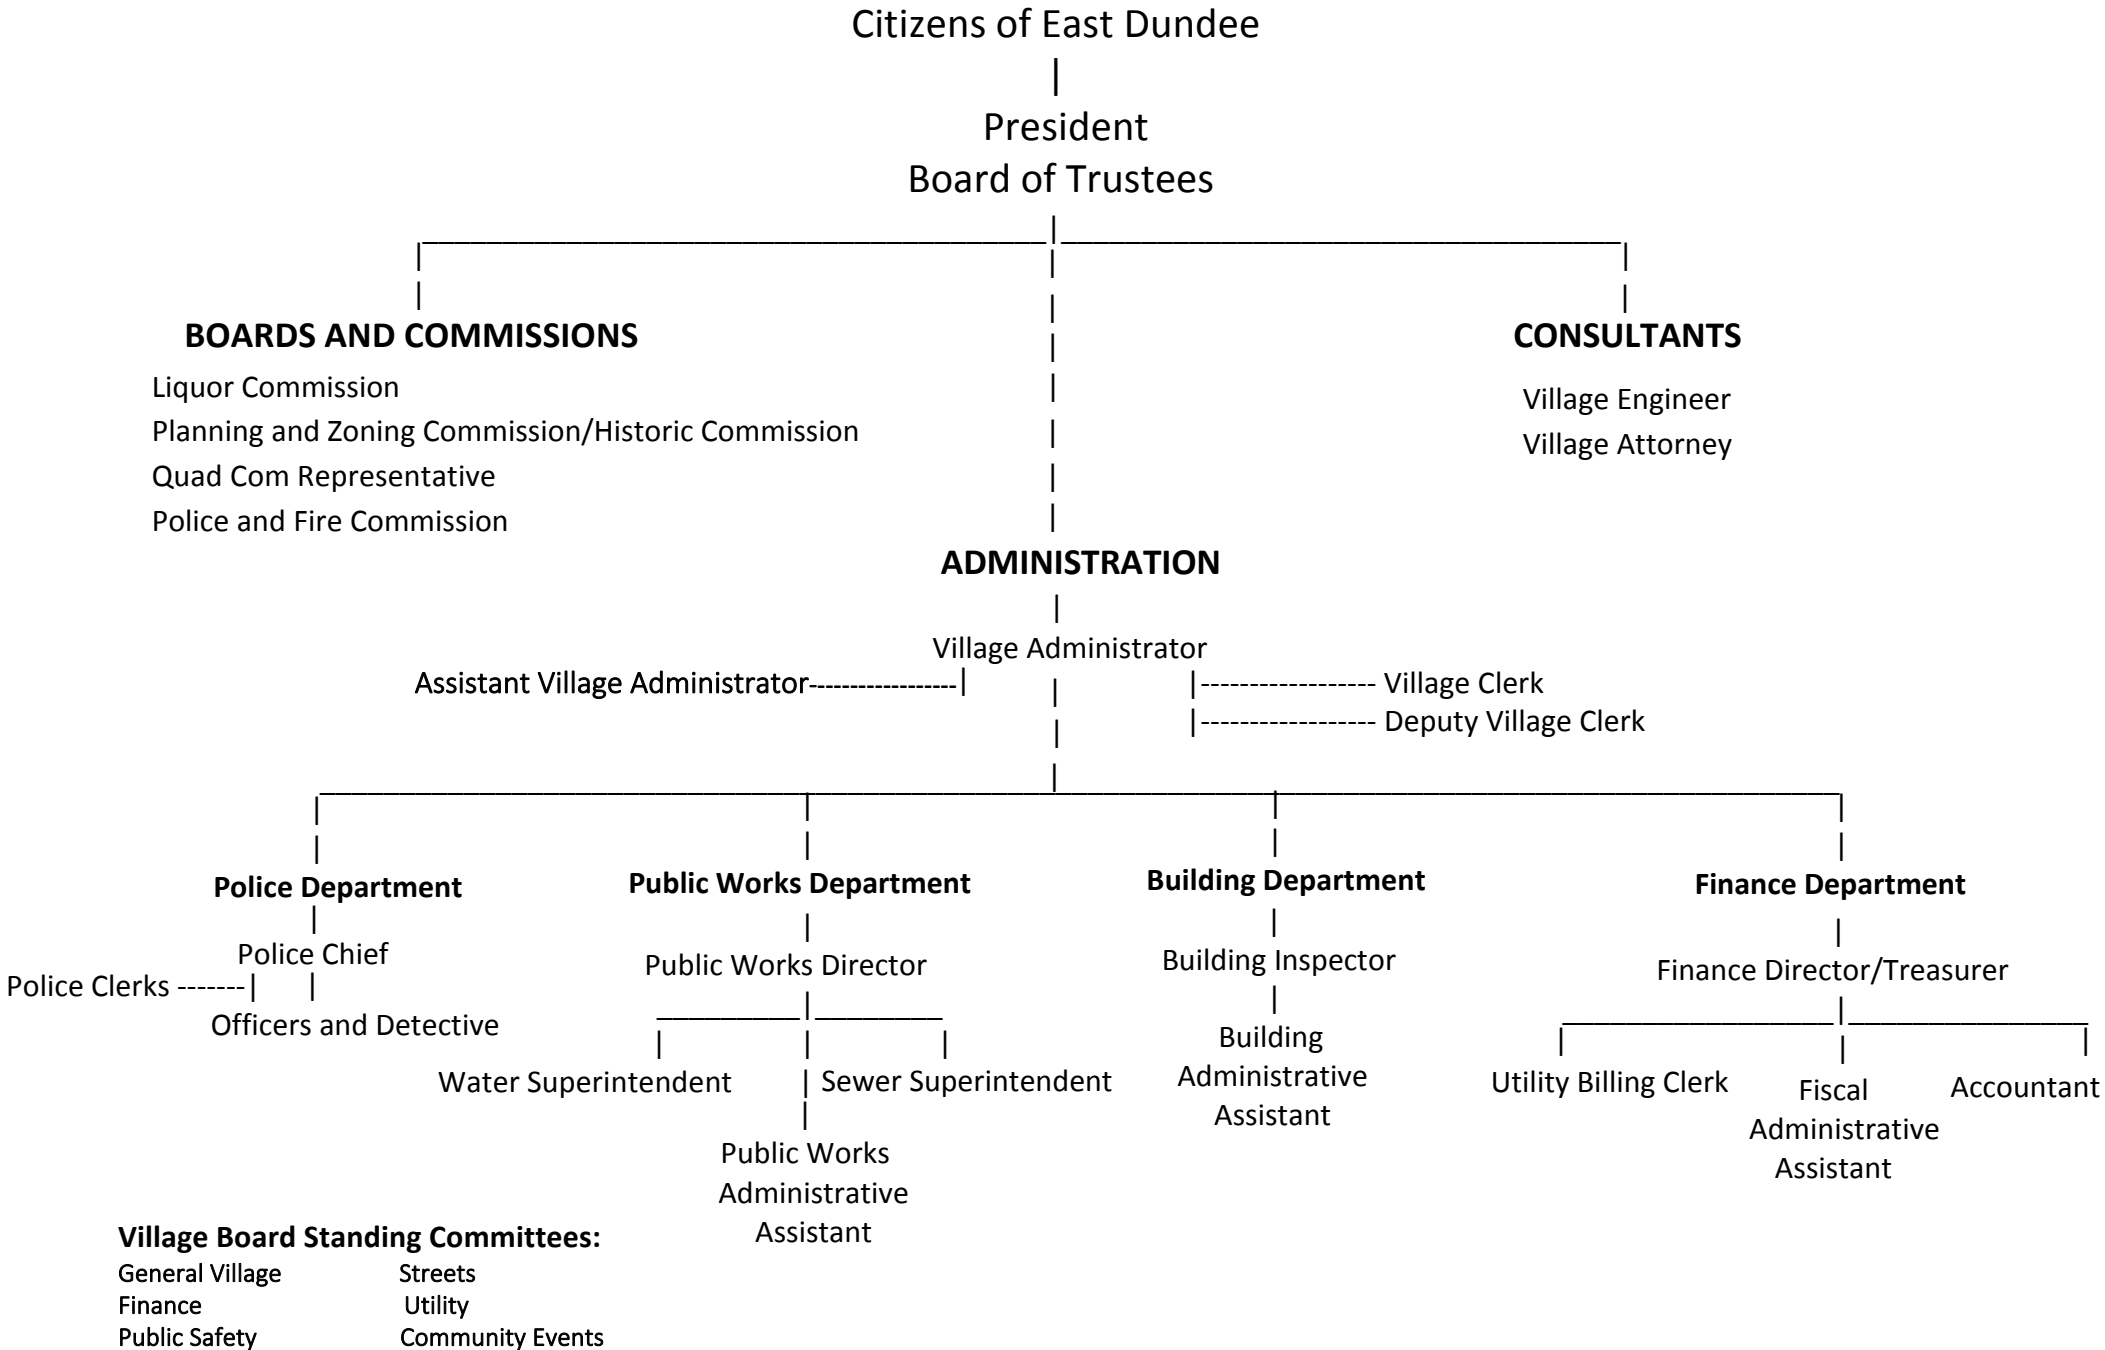 Citizens of East Dundee
President
Board of Trustees
BOARDS AND COMMISSIONS
Liquor Commission
Planning and Zoning Commission/Historic Commission
Quad Com Representative
Police and Fire Commission
CONSULTANTS
Village Engineer
Village Attorney
ADMINISTRATION
Village Administrator
Assistant Village Administrator
Village Clerk
Deputy Village Clerk
Police Department
Police Chief
Police Clerks
Officers and Detective
Public Works Department
Public Works Director
Water Superintendent
Sewer Superintendent
Public Works
Administrative
Assistant
Building Department
Building Inspector
Building
Administrative
Assistant
Finance Department
Finance Director/Treasurer
Utility Billing Clerk
Fiscal
Administrative
Assistant
Accountant
Village Board Standing Committees:
General Village Streets
Finance Utility
Public Safety Community Events